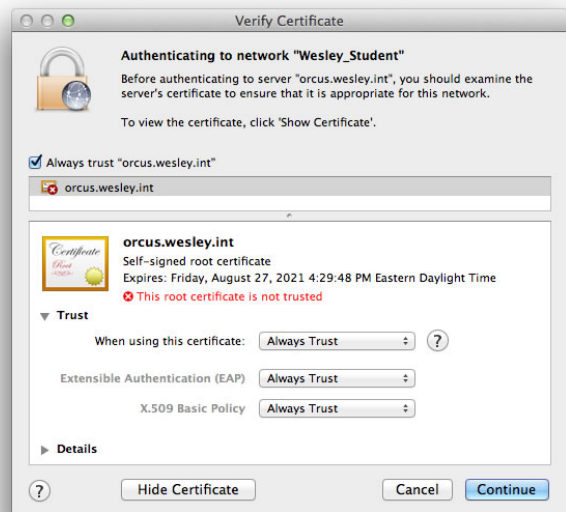 Verify Certificate
Authenticating to network "Wesley_Student"
Before authenticating to server "orcus.wesley.int", you should examine the
server's certificate to ensure that it is appropriate for this network.
To view the certificate, click 'Show Certificate'.
Always trust "orcus.wesley.int"
orcus.wesley.int
Certificate
Root
orcus.wesley.int
Self-signed root certificate
Expires: Friday, August 27, 2021 4:29:48 PM Eastern Daylight Time
This root certificate is not trusted
Trust
When using this certificate: Always Trust ?
Extensible Authentication (EAP) Always Trust
X.509 Basic Policy Always Trust
Details
? Hide Certificate Cancel Continue